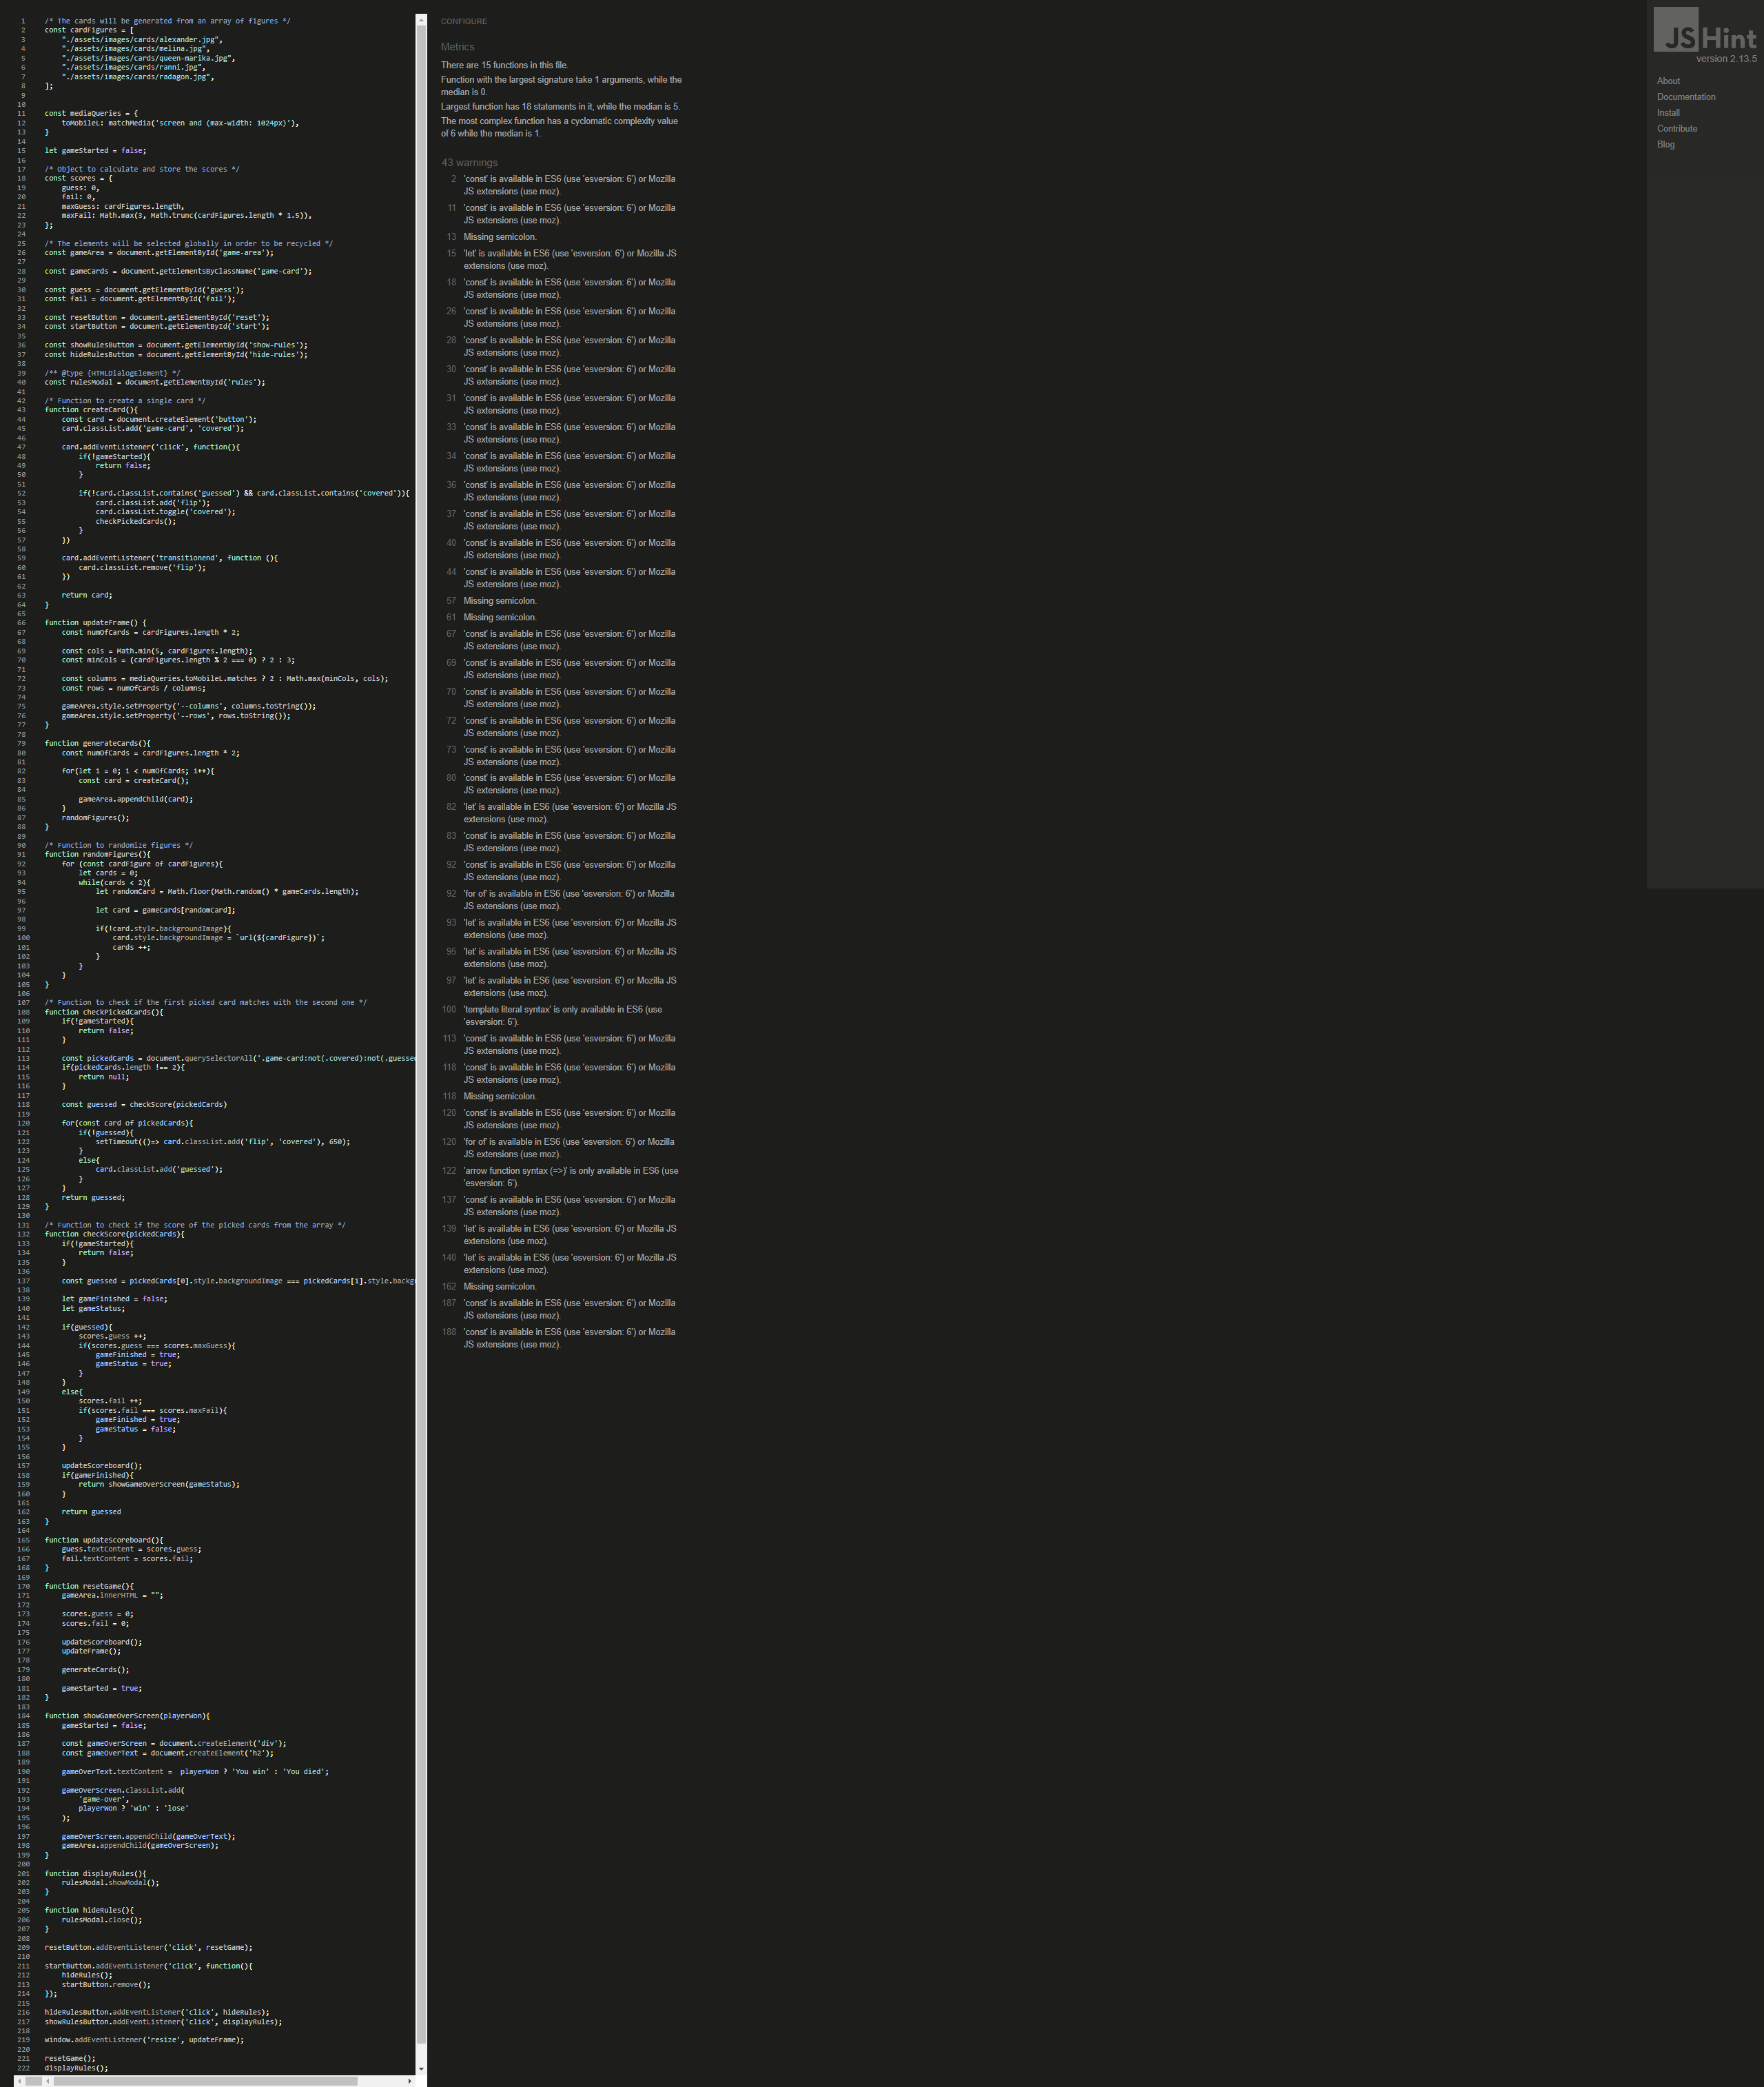 1 /* The cards will be generated from an array of figures */
2 const cardFigures = [
3 "./assets/images/cards/alexander.jpg",
4 "./assets/images/cards/melina.jpg",
5 "./assets/images/cards/queen-marika.jpg",
6 "./assets/images/cards/ranni.jpg",
7 "./assets/images/cards/radagon.jpg",
8 ];
9
10
11 const mediaQueries = {
12 toMobileL: matchMedia('screen and (max-width: 1024px)'),
13 }
14
15 let gameStarted = false;
16
17 /* Object to calculate and store the scores */
18 const scores = {
19 guess: 0,
20 fail: 0,
21 maxGuess: cardFigures.length,
22 maxFail: Math.max(3, Math.trunc(cardFigures.length * 1.5)),
23 };
24
25 /* The elements will be selected globally in order to be recycled */
26 const gameArea = document.getElementById('game-area');
27
28 const gameCards = document.getElementsByClassName('game-card');
29
30 const guess = document.getElementById('guess');
31 const fail = document.getElementById('fail');
32
33 const resetButton = document.getElementById('reset');
34 const startButton = document.getElementById('start');
35
36 const showRulesButton = document.getElementById('show-rules');
37 const hideRulesButton = document.getElementById('hide-rules');
38
39 /** @type {HTMLDialogElement} */
40 const rulesModal = document.getElementById('rules');
41
42 /* Function to create a single card */
43 function createCard(){
44 const card = document.createElement('button');
45 card.classList.add('game-card', 'covered');
46
47 card.addEventListener('click', function(){
48 if(!gameStarted){
49 return false;
50 }
51
52 if(!card.classList.contains('guessed') && card.classList.contains('covered')){
53 card.classList.add('flip');
54 card.classList.toggle('covered');
55 checkPickedCards();
56 }
57 })
58
59 card.addEventListener('transitionend', function (){
60 card.classList.remove('flip');
61 })
62
63 return card;
64 }
65
66 function updateFrame() {
67 const numOfCards = cardFigures.length * 2;
68
69 const cols = Math.min(5, cardFigures.length);
70 const minCols = (cardFigures.length % 2 === 0) ? 2 : 3;
71
72 const columns = mediaQueries.toMobileL.matches ? 2 : Math.max(minCols, cols);
73 const rows = numOfCards / columns;
74
75 gameArea.style.setProperty('--columns', columns.toString());
76 gameArea.style.setProperty('--rows', rows.toString());
77 }
78
79 function generateCards(){
80 const numOfCards = cardFigures.length * 2;
81
82 for(let i = 0; i < numOfCards; i++){
83 const card = createCard();
84
85 gameArea.appendChild(card);
86 }
87 randomFigures();
88 }
89
90 /* Function to randomize figures */
91 function randomFigures(){
92 for (const cardFigure of cardFigures){
93 let cards = 0;
94 while(cards < 2){
95 let randomCard = Math.floor(Math.random() * gameCards.length);
96
97 let card = gameCards[randomCard];
98
99 if(!card.style.backgroundImage){
100 card.style.backgroundImage = `url(${cardFigure})`;
101 cards ++;
102 }
103 }
104 }
105 }
106
107 /* Function to check if the first picked card matches with the second one */
108 function checkPickedCards(){
109 if(!gameStarted){
110 return false;
111 }
112
113 const pickedCards = document.querySelectorAll('.game-card:not(.covered):not(.guessed
114 if(pickedCards.length !== 2){
115 return null;
116 }
117
118 const guessed = checkScore(pickedCards)
119
120 for(const card of pickedCards){
121 if(!guessed){
122 setTimeout(()=> card.classList.add('flip', 'covered'), 650);
123 }
124 else{
125 card.classList.add('guessed');
126 }
127 }
128 return guessed;
129 }
130
131 /* Function to check if the score of the picked cards from the array */
132 function checkScore(pickedCards){
133 if(!gameStarted){
134 return false;
135 }
136
137 const guessed = pickedCards[0].style.backgroundImage === pickedCards[1].style.backg
138
139 let gameFinished = false;
140 let gameStatus;
141
142 if(guessed){
143 scores.guess ++;
144 if(scores.guess === scores.maxGuess){
145 gameFinished = true;
146 gameStatus = true;
147 }
148 }
149 else{
150 scores.fail ++;
151 if(scores.fail === scores.maxFail){
152 gameFinished = true;
153 gameStatus = false;
154 }
155 }
156
157 updateScoreboard();
158 if(gameFinished){
159 return showGameOverScreen(gameStatus);
160 }
161
162 return guessed
163 }
164
165 function updateScoreboard(){
166 guess.textContent = scores.guess;
167 fail.textContent = scores.fail;
168 }
169
170 function resetGame(){
171 gameArea.innerHTML = "";
172
173 scores.guess = 0;
174 scores.fail = 0;
175
176 updateScoreboard();
177 updateFrame();
178
179 generateCards();
180
181 gameStarted = true;
182 }
183
184 function showGameOverScreen(playerWon){
185 gameStarted = false;
186
187 const gameOverScreen = document.createElement('div');
188 const gameOverText = document.createElement('h2');
189
190 gameOverText.textContent =  playerWon ? 'You win' : 'You died';
191
192 gameOverScreen.classList.add(
193 'game-over',
194 playerWon ? 'win' : 'lose'
195 );
196
197 gameOverScreen.appendChild(gameOverText);
198 gameArea.appendChild(gameOverScreen);
199 }
200
201 function displayRules(){
202 rulesModal.showModal();
203 }
204
205 function hideRules(){
206 rulesModal.close();
207 }
208
209 resetButton.addEventListener('click', resetGame);
210
211 startButton.addEventListener('click', function(){
212 hideRules();
213 startButton.remove();
214 });
215
216 hideRulesButton.addEventListener('click', hideRules);
217 showRulesButton.addEventListener('click', displayRules);
218
219 window.addEventListener('resize', updateFrame);
220
221 resetGame();
222 displayRules();
CONFIGURE
Metrics
There are 15 functions in this file.
Function with the largest signature take 1 arguments, while the
median is 0.
Largest function has 18 statements in it, while the median is 5.
The most complex function has a cyclomatic complexity value
of 6 while the median is 1.
43 warnings
2 'const' is available in ES6 (use 'esversion: 6') or Mozilla
JS extensions (use moz).
11 'const' is available in ES6 (use 'esversion: 6') or Mozilla
JS extensions (use moz).
13 Missing semicolon.
15 'let' is available in ES6 (use 'esversion: 6') or Mozilla JS
extensions (use moz).
18 'const' is available in ES6 (use 'esversion: 6') or Mozilla
JS extensions (use moz).
26 'const' is available in ES6 (use 'esversion: 6') or Mozilla
JS extensions (use moz).
28 'const' is available in ES6 (use 'esversion: 6') or Mozilla
JS extensions (use moz).
30 'const' is available in ES6 (use 'esversion: 6') or Mozilla
JS extensions (use moz).
31 'const' is available in ES6 (use 'esversion: 6') or Mozilla
JS extensions (use moz).
33 'const' is available in ES6 (use 'esversion: 6') or Mozilla
JS extensions (use moz).
34 'const' is available in ES6 (use 'esversion: 6') or Mozilla
JS extensions (use moz).
36 'const' is available in ES6 (use 'esversion: 6') or Mozilla
JS extensions (use moz).
37 'const' is available in ES6 (use 'esversion: 6') or Mozilla
JS extensions (use moz).
40 'const' is available in ES6 (use 'esversion: 6') or Mozilla
JS extensions (use moz).
44 'const' is available in ES6 (use 'esversion: 6') or Mozilla
JS extensions (use moz).
57 Missing semicolon.
61 Missing semicolon.
67 'const' is available in ES6 (use 'esversion: 6') or Mozilla
JS extensions (use moz).
69 'const' is available in ES6 (use 'esversion: 6') or Mozilla
JS extensions (use moz).
70 'const' is available in ES6 (use 'esversion: 6') or Mozilla
JS extensions (use moz).
72 'const' is available in ES6 (use 'esversion: 6') or Mozilla
JS extensions (use moz).
73 'const' is available in ES6 (use 'esversion: 6') or Mozilla
JS extensions (use moz).
80 'const' is available in ES6 (use 'esversion: 6') or Mozilla
JS extensions (use moz).
82 'let' is available in ES6 (use 'esversion: 6') or Mozilla JS
extensions (use moz).
83 'const' is available in ES6 (use 'esversion: 6') or Mozilla
JS extensions (use moz).
92 'const' is available in ES6 (use 'esversion: 6') or Mozilla
JS extensions (use moz).
92 'for of' is available in ES6 (use 'esversion: 6') or Mozilla
JS extensions (use moz).
93 'let' is available in ES6 (use 'esversion: 6') or Mozilla JS
extensions (use moz).
95 'let' is available in ES6 (use 'esversion: 6') or Mozilla JS
extensions (use moz).
97 'let' is available in ES6 (use 'esversion: 6') or Mozilla JS
extensions (use moz).
100 'template literal syntax' is only available in ES6 (use
'esversion: 6').
113 'const' is available in ES6 (use 'esversion: 6') or Mozilla
JS extensions (use moz).
118 'const' is available in ES6 (use 'esversion: 6') or Mozilla
JS extensions (use moz).
118 Missing semicolon.
120 'const' is available in ES6 (use 'esversion: 6') or Mozilla
JS extensions (use moz).
120 'for of' is available in ES6 (use 'esversion: 6') or Mozilla
JS extensions (use moz).
122 'arrow function syntax (=>)' is only available in ES6 (use
'esversion: 6').
137 'const' is available in ES6 (use 'esversion: 6') or Mozilla
JS extensions (use moz).
139 'let' is available in ES6 (use 'esversion: 6') or Mozilla JS
extensions (use moz).
140 'let' is available in ES6 (use 'esversion: 6') or Mozilla JS
extensions (use moz).
162 Missing semicolon.
187 'const' is available in ES6 (use 'esversion: 6') or Mozilla
JS extensions (use moz).
188 'const' is available in ES6 (use 'esversion: 6') or Mozilla
JS extensions (use moz).
JSHint
version 2.13.5
About
Documentation
Install
Contribute
Blog